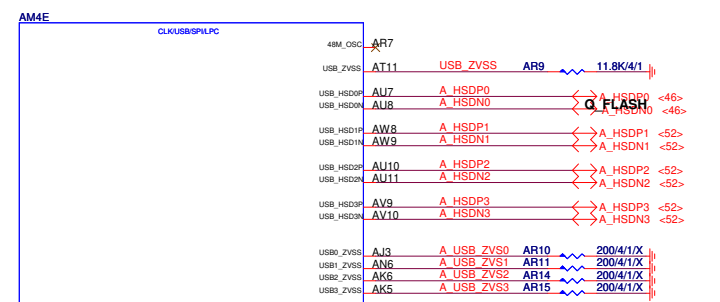 AM4E
CLK/USB/SPI/LPC
48M_OSC AR7
USB_ZVSS AT11 USB_ZVSS AR9 11.8K/4/1
USB_HSD0P AU7 A_HSDP0 A_HSDP0 <46>
USB_HSD0N AU8 A_HSDN0 A_HSDN0 <46>
Q_FLASH
USB_HSD1P AW8 A_HSDP1 A_HSDP1 <52>
USB_HSD1N AW9 A_HSDN1 A_HSDN1 <52>
USB_HSD2P AU10 A_HSDP2 A_HSDP2 <52>
USB_HSD2N AU11 A_HSDN2 A_HSDN2 <52>
USB_HSD3P AV9 A_HSDP3 A_HSDP3 <52>
USB_HSD3N AV10 A_HSDN3 A_HSDN3 <52>
USB0_ZVSS AJ3 A_USB_ZVS0 AR10 200/4/1/X
USB1_ZVSS AN6 A_USB_ZVS1 AR11 200/4/1/X
USB2_ZVSS AK6 A_USB_ZVS2 AR14 200/4/1/X
USB3_ZVSS AK5 A_USB_ZVS3 AR15 200/4/1/X